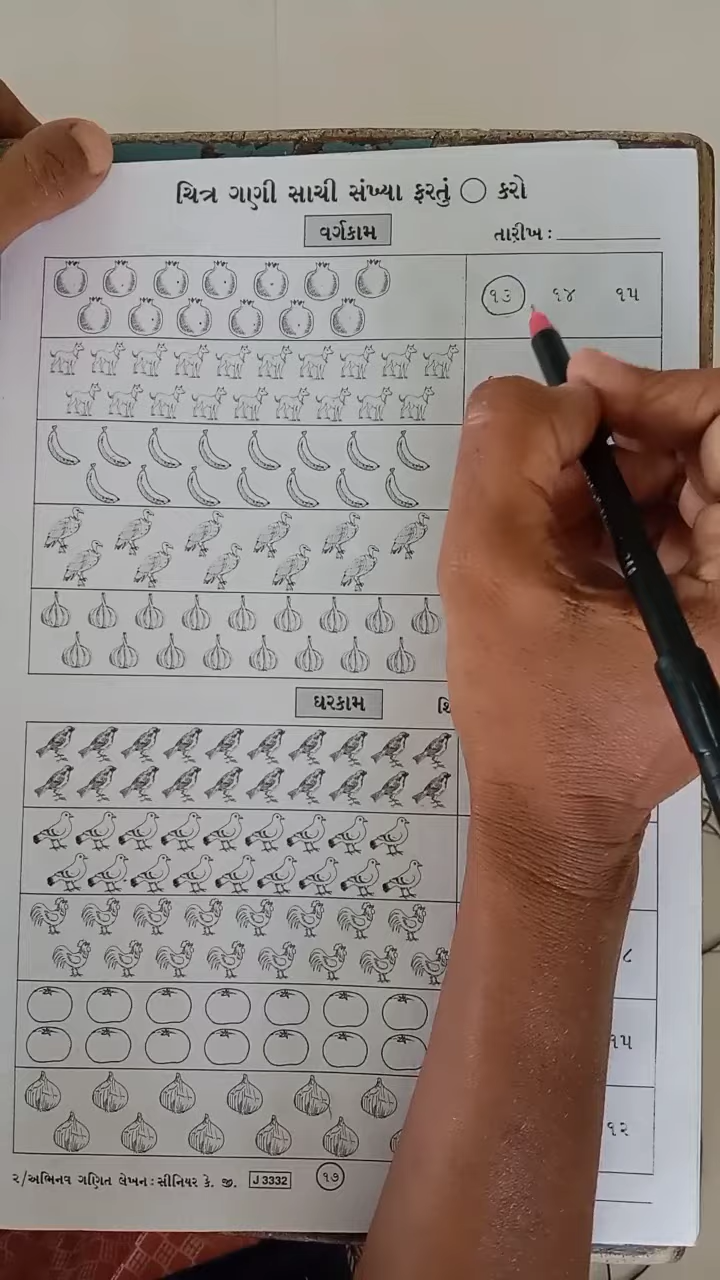 ચિત્ર ગણી સાચી સંખ્યા ફરતું ○ કરો
વર્ગકામ
તારીખ : ___________
૧૩ ૧૪ ૧૫
ઘરકામ
૮
૧૫
૧૨
૨/અભિનવ ગણિત લેખન : સીનિયર કે. જી. J 3332 ૧૭